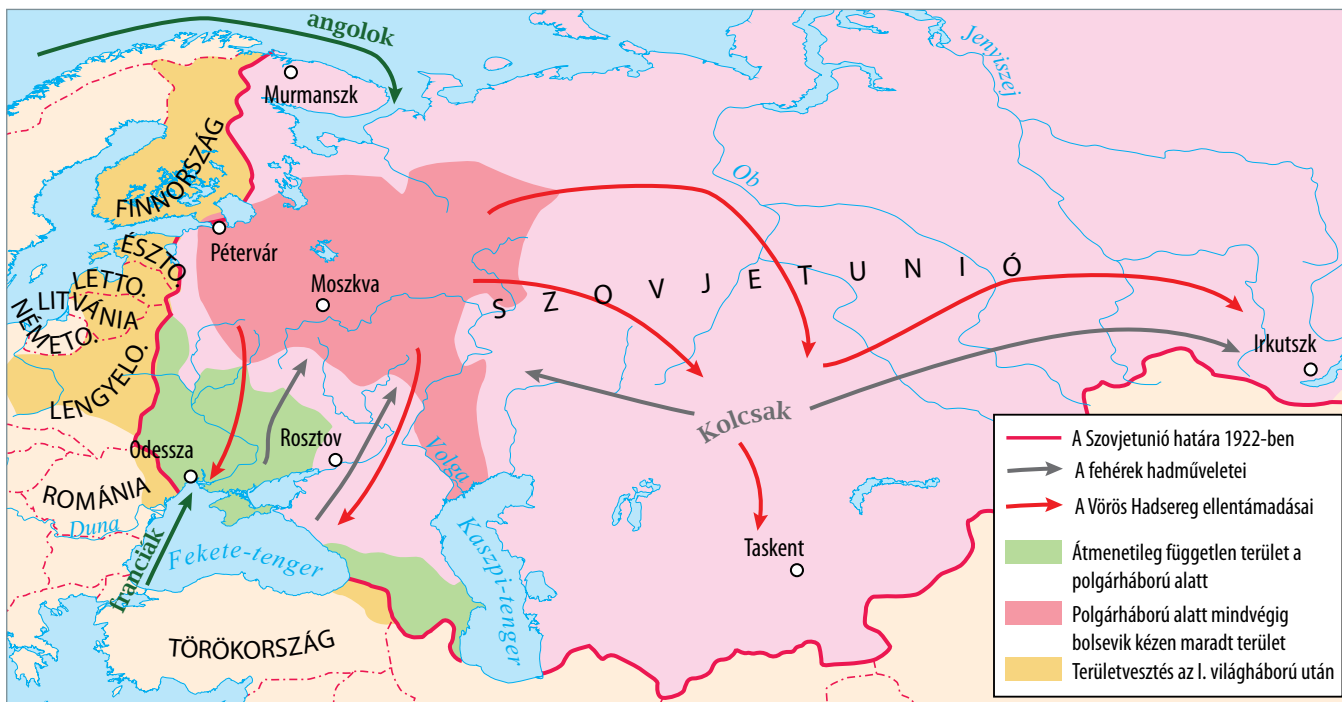 angolok
Jenyiszej
Murmanszk
FINNORSZÁG
Ob
Pétervár
ÉSZTO.
LETTO.
LITVÁNIA
NÉMETO.
Moszkva
SZOVJETUNIÓ
Irkutszk
LENGYELO.
Kolcsak
Odessza
Rosztov
Volga
ROMÁNIA
Duna
franciák
Fekete-tenger
Kaszpi-tenger
Taskent
TÖRÖKORSZÁG
A Szovjetunió határa 1922-ben
A fehérek hadműveletei
A Vörös Hadsereg ellentámadásai
Átmenetileg független terület a
polgárháború alatt
Polgárháború alatt mindvégig
bolsevik kézen maradt terület
Területvesztés az I. világháború után